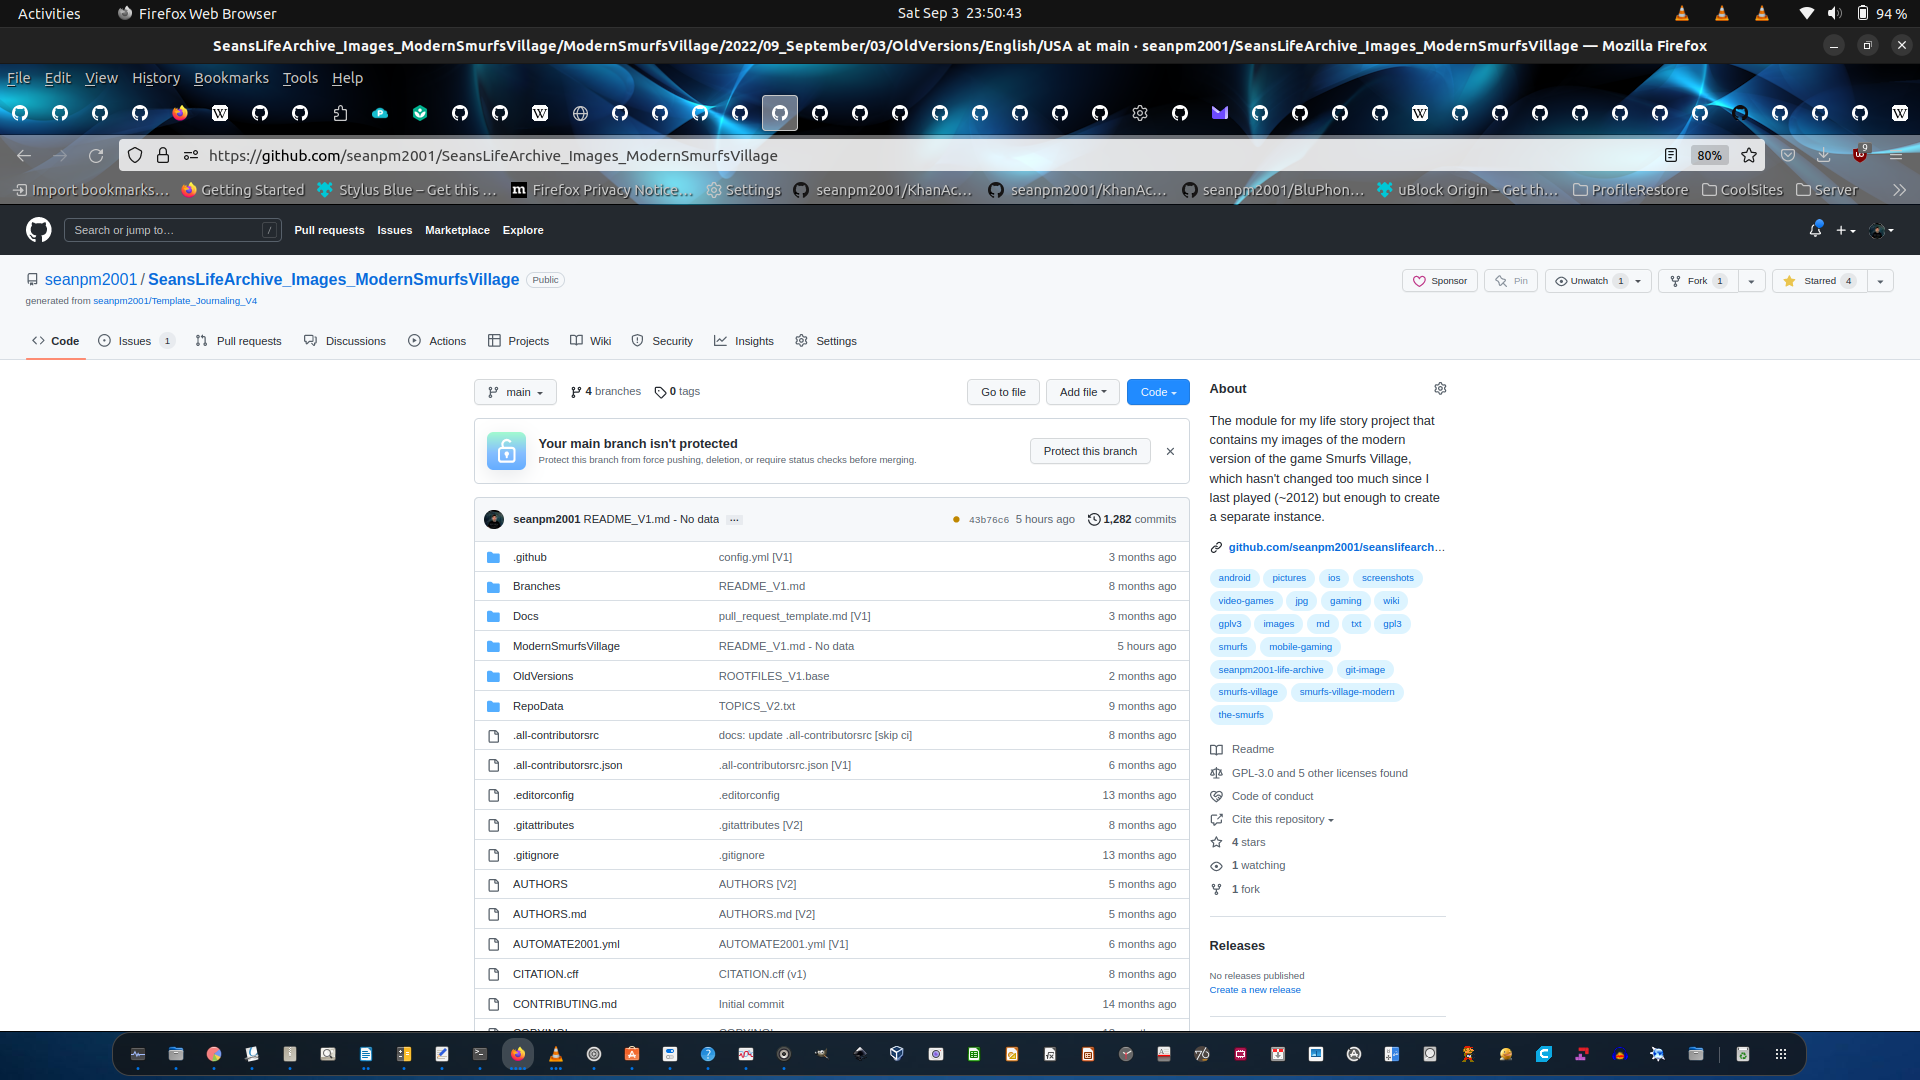 Activities Firefox Web Browser Sat Sep 3 23:50:43 94 %
SeansLifeArchive_Images_ModernSmurfsVillage/ModernSmurfsVillage/2022/09_September/03/OldVersions/English/USA at main · seanpm2001/SeansLifeArchive_Images_ModernSmurfsVillage — Mozilla Firefox
File Edit View History Bookmarks Tools Help
https://github.com/seanpm2001/SeansLifeArchive_Images_ModernSmurfsVillage 80% 9
Import bookmarks… Getting Started Stylus Blue – Get this … Firefox Privacy Notice… Settings seanpm2001/KhanAc… seanpm2001/KhanAc… seanpm2001/BluPhon… uBlock Origin – Get th… ProfileRestore CoolSites Server
Search or jump to… / Pull requests Issues Marketplace Explore
seanpm2001 / SeansLifeArchive_Images_ModernSmurfsVillage Public Sponsor Pin Unwatch 1 Fork 1 Starred 4
generated from seanpm2001/Template_Journaling_V4
Code Issues 1 Pull requests Discussions Actions Projects Wiki Security Insights Settings
main 4 branches 0 tags Go to file Add file Code
Your main branch isn't protected
Protect this branch from force pushing, deletion, or require status checks before merging.
Protect this branch
seanpm2001 README_V1.md - No data … 43b76c6 5 hours ago 1,282 commits
.github config.yml [V1] 3 months ago
Branches README_V1.md 8 months ago
Docs pull_request_template.md [V1] 3 months ago
ModernSmurfsVillage README_V1.md - No data 5 hours ago
OldVersions ROOTFILES_V1.base 2 months ago
RepoData TOPICS_V2.txt 9 months ago
.all-contributorsrc docs: update .all-contributorsrc [skip ci] 8 months ago
.all-contributorsrc.json .all-contributorsrc.json [V1] 6 months ago
.editorconfig .editorconfig 13 months ago
.gitattributes .gitattributes [V2] 8 months ago
.gitignore .gitignore 13 months ago
AUTHORS AUTHORS [V2] 5 months ago
AUTHORS.md AUTHORS.md [V2] 5 months ago
AUTOMATE2001.yml AUTOMATE2001.yml [V1] 6 months ago
CITATION.cff CITATION.cff (v1) 8 months ago
CONTRIBUTING.md Initial commit 14 months ago
About
The module for my life story project that
contains my images of the modern
version of the game Smurfs Village,
which hasn't changed too much since I
last played (~2012) but enough to create
a separate instance.
github.com/seanpm2001/seanslifearch…
android pictures ios screenshots
video-games jpg gaming wiki
gplv3 images md txt gpl3
smurfs mobile-gaming
seanpm2001-life-archive git-image
smurfs-village smurfs-village-modern
the-smurfs
Readme
GPL-3.0 and 5 other licenses found
Code of conduct
Cite this repository
4 stars
1 watching
1 fork
Releases
No releases published
Create a new release